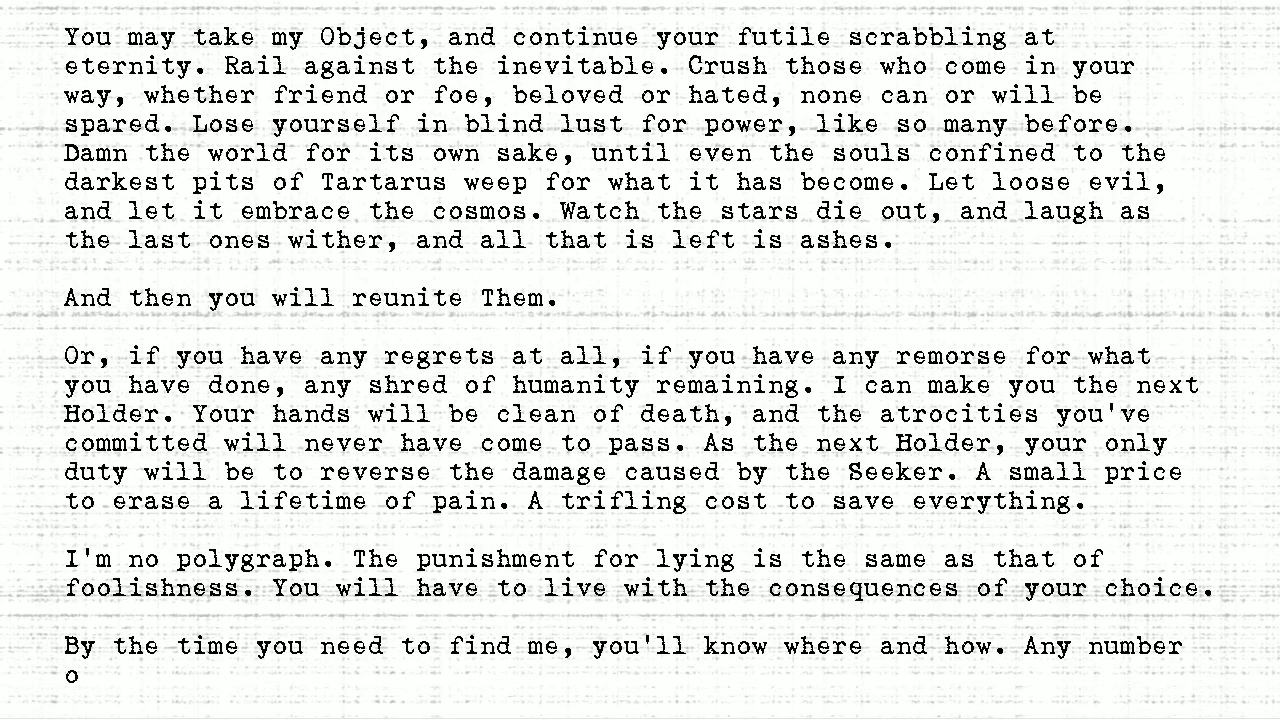 You may take my Object, and continue your futile scrabbling at
eternity. Rail against the inevitable. Crush those who come in your
way, whether friend or foe, beloved or hated, none can or will be
spared. Lose yourself in blind lust for power, like so many before.
Damn the world for its own sake, until even the souls confined to the
darkest pits of Tartarus weep for what it has become. Let loose evil,
and let it embrace the cosmos. Watch the stars die out, and laugh as
the last ones wither, and all that is left is ashes.
And then you will reunite Them.
Or, if you have any regrets at all, if you have any remorse for what
you have done, any shred of humanity remaining. I can make you the next
Holder. Your hands will be clean of death, and the atrocities you've
committed will never have come to pass. As the next Holder, your only
duty will be to reverse the damage caused by the Seeker. A small price
to erase a lifetime of pain. A trifling cost to save everything.
I'm no polygraph. The punishment for lying is the same as that of
foolishness. You will have to live with the consequences of your choice.
By the time you need to find me, you'll know where and how. Any number
o